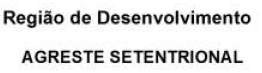 Região de Desenvolvimento
AGRESTE SETENTRIONAL